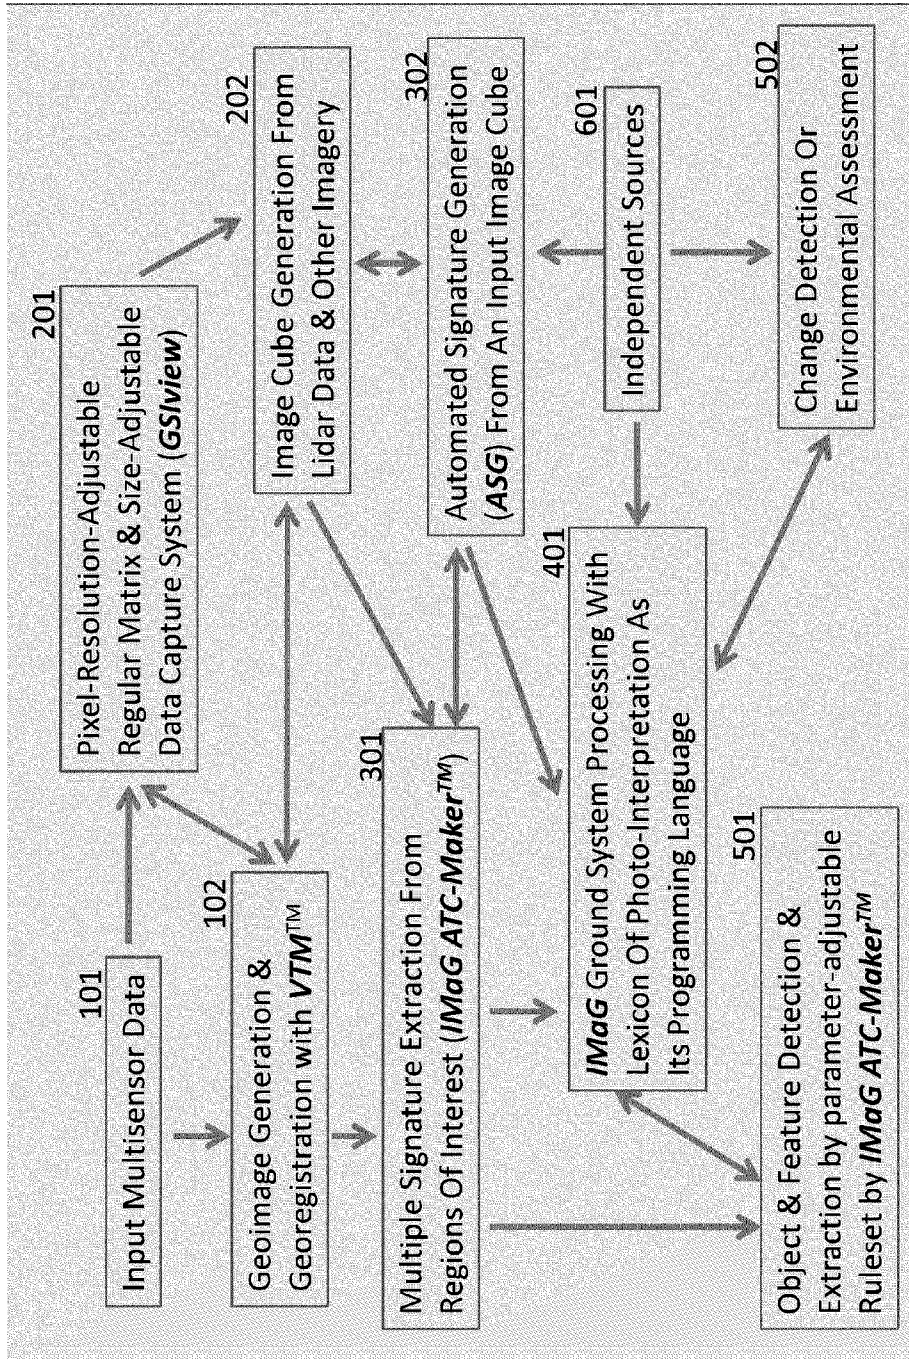 101
Input Multisensor Data
201
Pixel-Resolution-Adjustable
Regular Matrix & Size-Adjustable
Data Capture System (GSIview)
102
Geoimage Generation &
Georegistration with VTM™
202
Image Cube Generation From
Lidar Data & Other Imagery
301
Multiple Signature Extraction From
Regions Of Interest (IMaG ATC-Maker™)
302
Automated Signature Generation
(ASG) From An Input Image Cube
401
IMaG Ground System Processing With
Lexicon Of Photo-Interpretation As
Its Programming Language
601
Independent Sources
501
Object & Feature Detection &
Extraction by parameter-adjustable
Ruleset by IMaG ATC-Maker™
502
Change Detection Or
Environmental Assessment